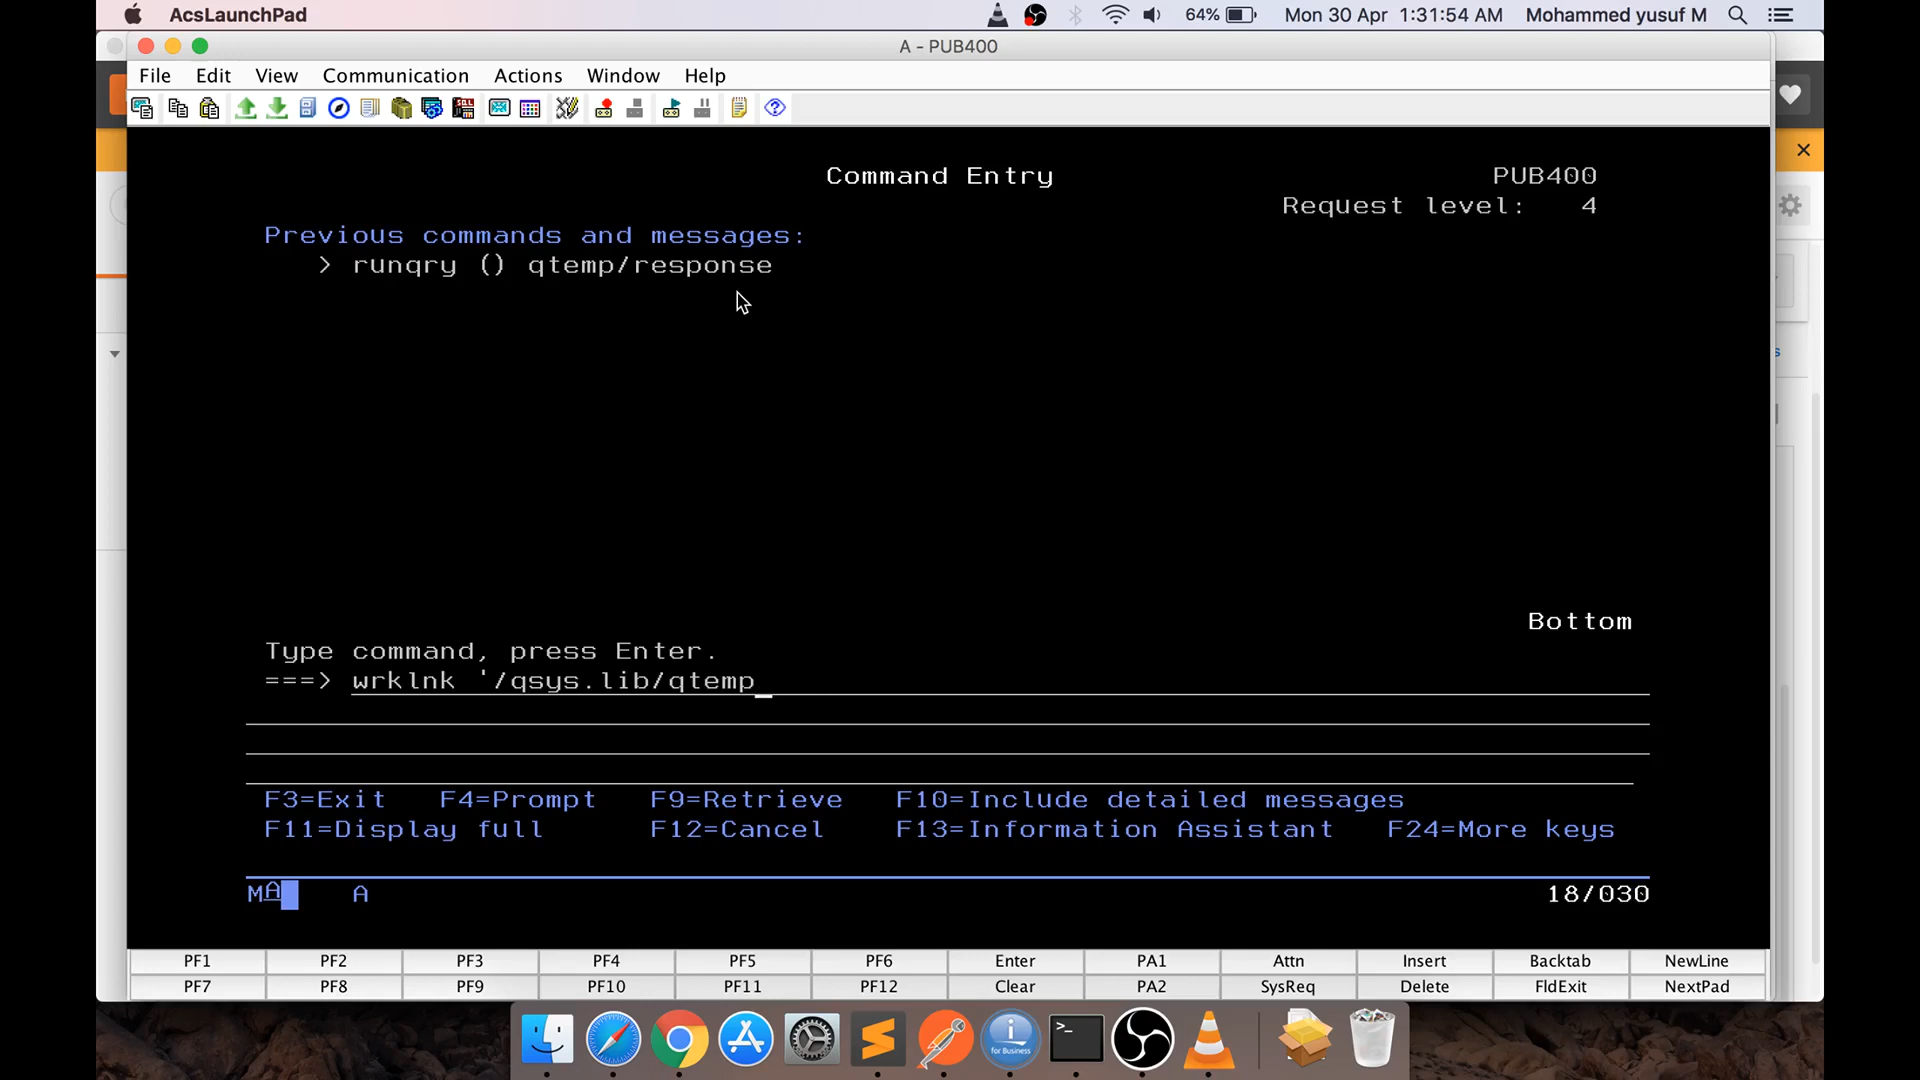 AcsLaunchPad 64% Mon 30 Apr 1:31:54 AM Mohammed yusuf M
A - PUB400
File Edit View Communication Actions Window Help
Command Entry PUB400
Request level: 4
Previous commands and messages:
> runqry () qtemp/response
Bottom
Type command, press Enter.
===> wrklnk '/qsys.lib/qtemp_
F3=Exit F4=Prompt F9=Retrieve F10=Include detailed messages
F11=Display full F12=Cancel F13=Information Assistant F24=More keys
MA A 18/030
PF1 PF2 PF3 PF4 PF5 PF6 Enter PA1 Attn Insert Backtab NewLine
PF7 PF8 PF9 PF10 PF11 PF12 Clear PA2 SysReq Delete FldExit NextPad
i for Business